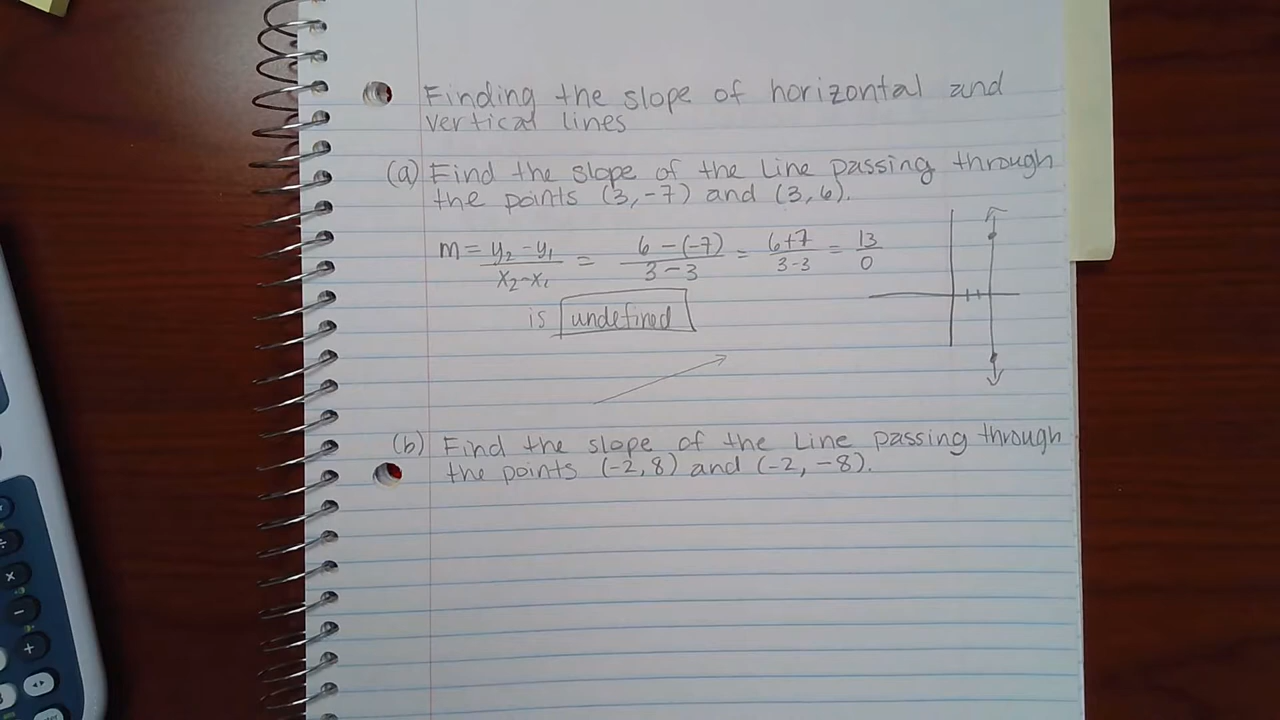 Finding the slope of horizontal and
vertical lines
(a) Find the slope of the line passing through
the points (3,-7) and (3,6).
m = y₂-y₁/x₂-x₁ = 6-(-7)/3-3 = 6+7/3-3 = 13/0
is undefined
(b) Find the slope of the line passing through
the points (-2,8) and (-2,-8).
× 
−
+